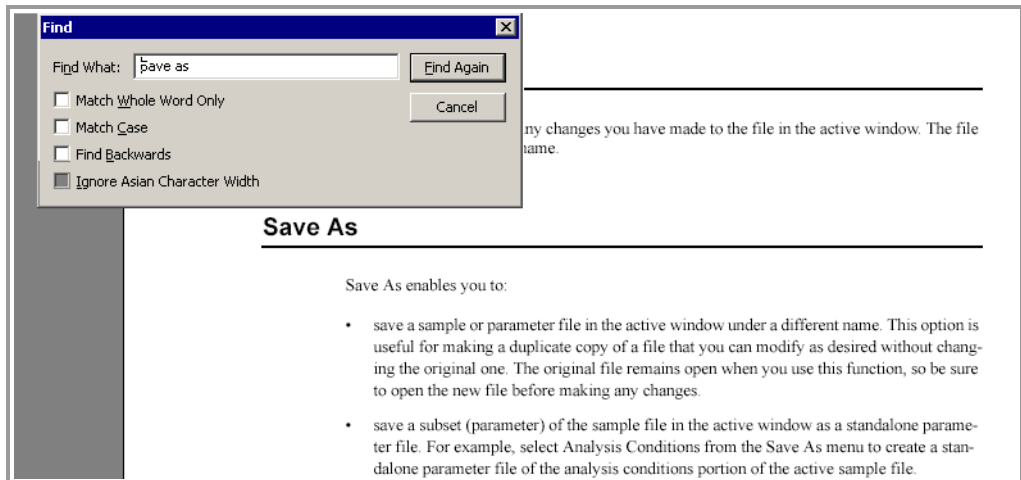 Find
Find What: Save as
Find Again
Match Whole Word Only
Cancel
Match Case
Find Backwards
Ignore Asian Character Width
ny changes you have made to the file in the active window. The file
name.
Save As
Save As enables you to:
• save a sample or parameter file in the active window under a different name. This option is
useful for making a duplicate copy of a file that you can modify as desired without chang-
ing the original one. The original file remains open when you use this function, so be sure
to open the new file before making any changes.
• save a subset (parameter) of the sample file in the active window as a standalone parame-
ter file. For example, select Analysis Conditions from the Save As menu to create a stan-
dalone parameter file of the analysis conditions portion of the active sample file.